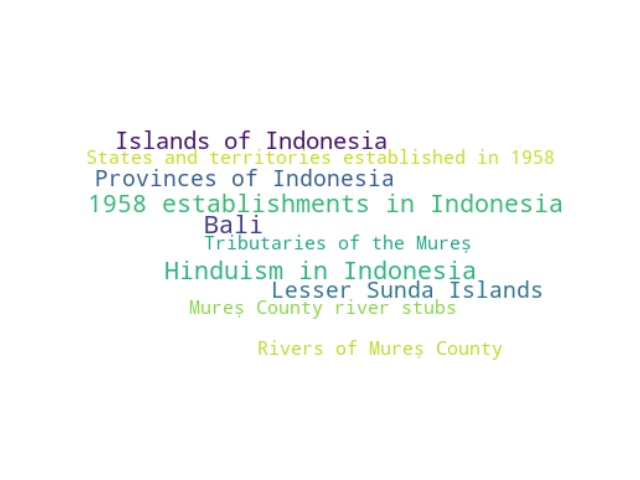 Islands of Indonesia
States and territories established in 1958
Provinces of Indonesia
1958 establishments in Indonesia
Bali
Tributaries of the Mureș
Hinduism in Indonesia
Lesser Sunda Islands
Mureș County river stubs
Rivers of Mureș County